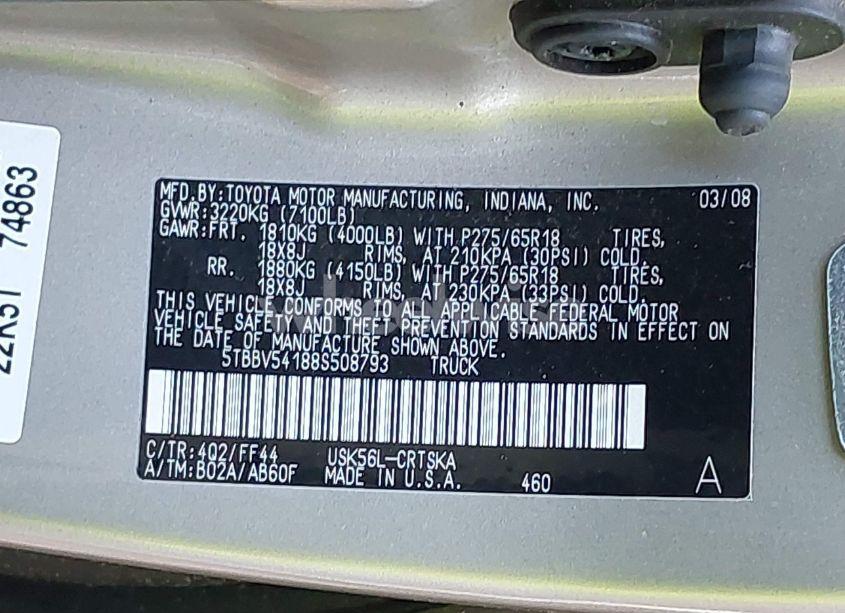 MFD.BY:TOYOTA MOTOR MANUFACTURING, INDIANA, INC. 03/08
GVWR:3220KG (7100LB)
GAWR:FRT. 1810KG (4000LB) WITH P275/65R18 TIRES,
18X8J RIMS, AT 210KPA (30PSI) COLD.
RR. 1880KG (4150LB) WITH P275/65R18 TIRES,
18X8J RIMS, AT 230KPA (33PSI) COLD.
THIS VEHICLE CONFORMS TO ALL APPLICABLE FEDERAL MOTOR
VEHICLE SAFETY AND THEFT PREVENTION STANDARDS IN EFFECT ON
THE DATE OF MANUFACTURE SHOWN ABOVE.
5TBBV54188S508793 TRUCK
C/TR:4Q2/FF44 USK56L-CRTSKA
A/TM:B02A/AB60F MADE IN U.S.A. 460 A
74863